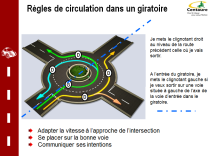 Règles de circulation dans un giratoire
Centaure
Je mets le clignotant droit
au niveau de la route
précédent celle où je vais
sortir.
A l'entrée du giratoire, je
mets le clignotant gauche si
je veux sortir sur une voie
située à gauche de l'axe de
la voie d'entrée dans le
giratoire.
Adapter la vitesse à l'approche de l'intersection
Se placer sur la bonne voie
Communiquer ses intentions